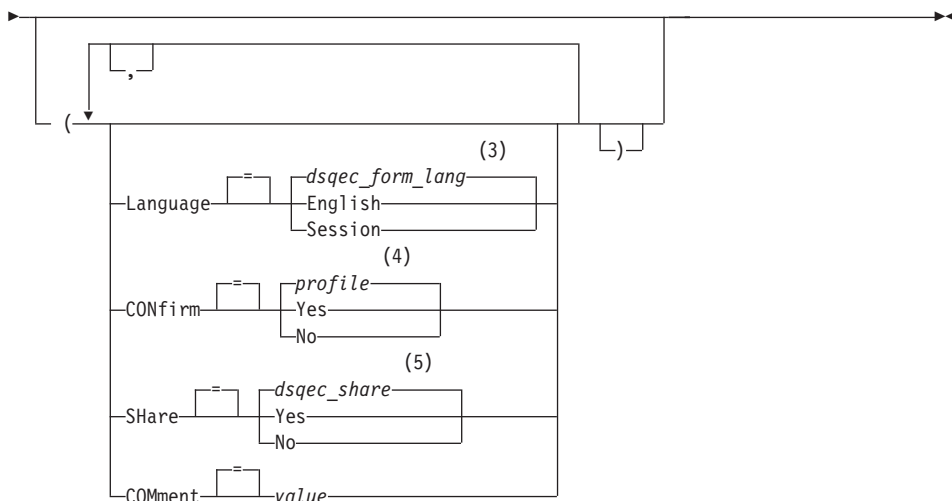 ,
(
)
(3)
Language = dsqec_form_lang
English
Session
(4)
CONfirm = profile
Yes
No
(5)
SHare = dsqec_share
Yes
No
COMment = value